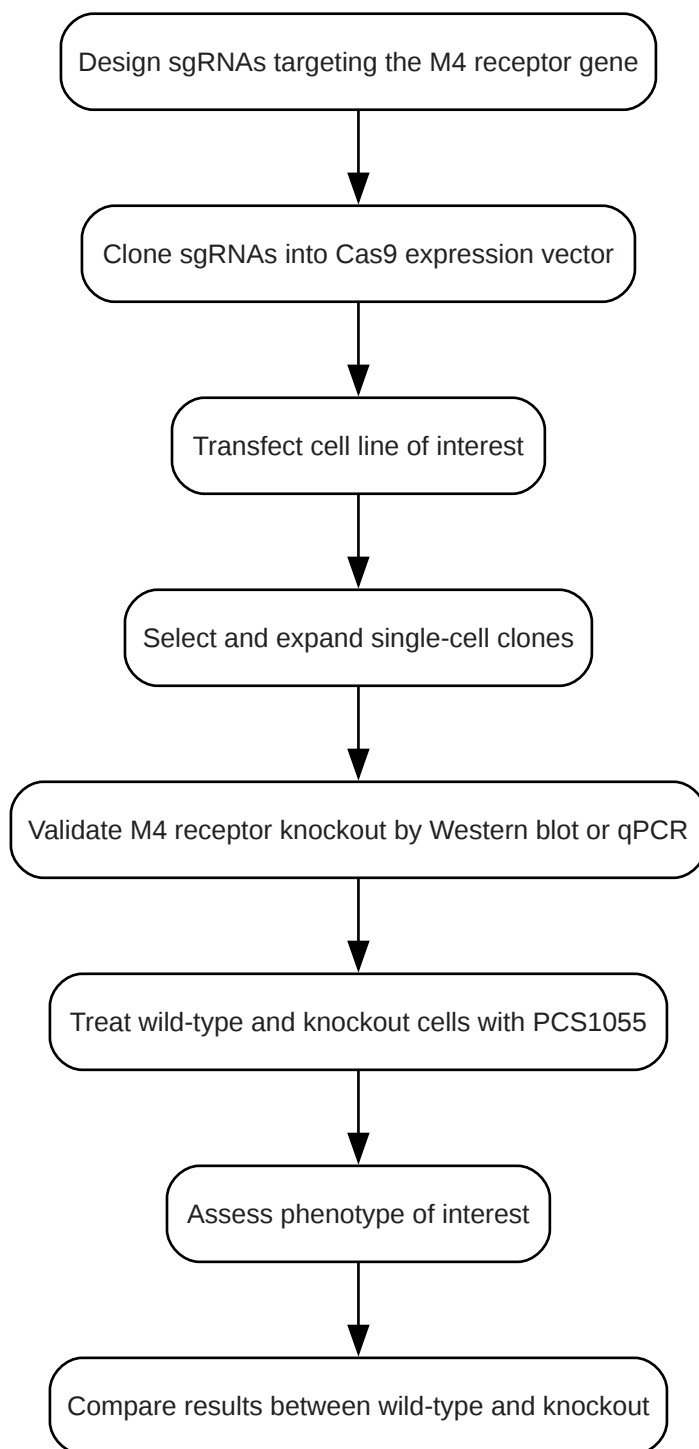 Design sgRNAs targeting the M4 receptor gene
Clone sgRNAs into Cas9 expression vector
Transfect cell line of interest
Select and expand single-cell clones
Validate M4 receptor knockout by Western blot or qPCR
Treat wild-type and knockout cells with PCS1055
Assess phenotype of interest
Compare results between wild-type and knockout